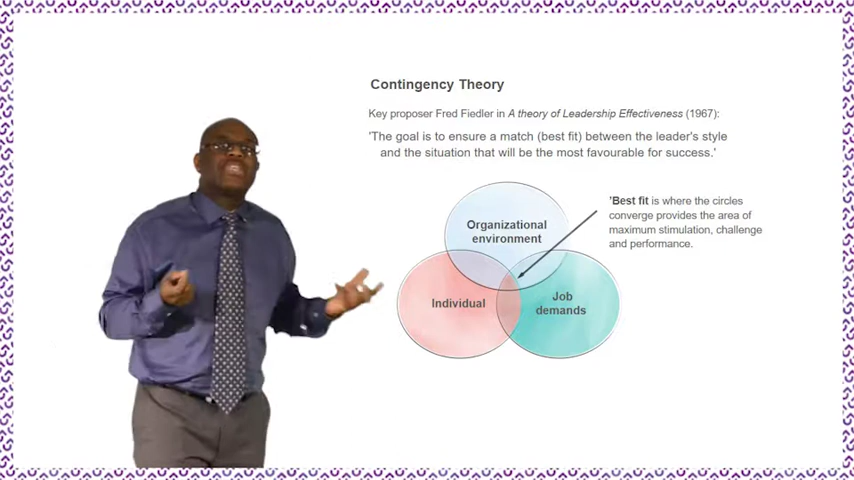 Contingency Theory
Key proposer Fred Fiedler in A theory of Leadership Effectiveness (1967):
'The goal is to ensure a match (best fit) between the leader's style
and the situation that will be the most favourable for success.'
Organizational
environment
'Best fit is where the circles
converge provides the area of
maximum stimulation, challenge
and performance.
Individual
Job
demands